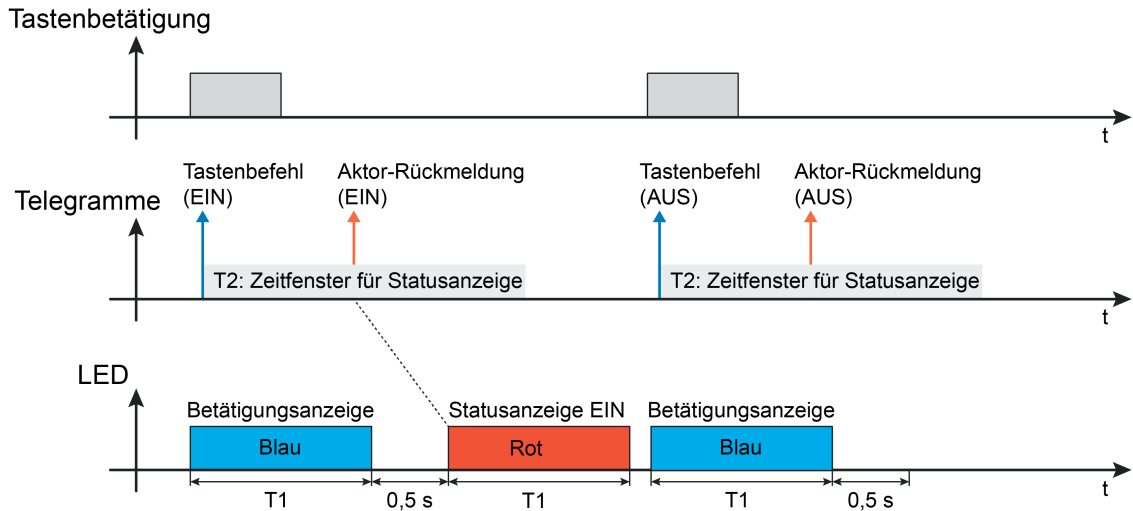 Tastenbetätigung
t
Tastenbefehl
(EIN)
Aktor-Rückmeldung
(EIN)
Tastenbefehl
(AUS)
Aktor-Rückmeldung
(AUS)
Telegramme
T2: Zeitfenster für Statusanzeige
T2: Zeitfenster für Statusanzeige
t
LED
Betätigungsanzeige
Statusanzeige EIN
Betätigungsanzeige
Blau
Rot
Blau
t
T1
0,5 s
T1
T1
0,5 s